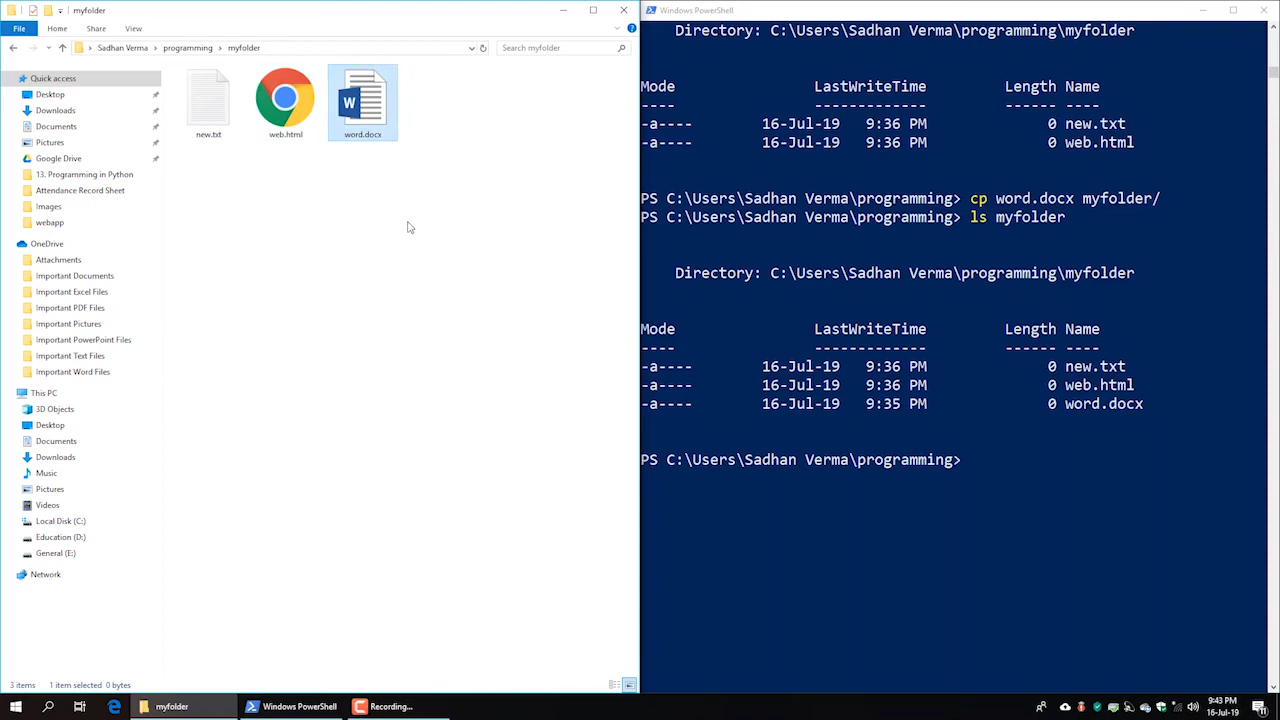 myfolder
File Home Share View
Sadhan Verma programming myfolder Search myfolder
Quick access
Desktop
Downloads
Documents
Pictures
Google Drive
13. Programming in Python
Attendance Record Sheet
Images
webapp
OneDrive
Attachments
Important Documents
Important Excel Files
Important PDF Files
Important Pictures
Important PowerPoint Files
Important Text Files
Important Word Files
This PC
3D Objects
Desktop
Documents
Downloads
Music
Pictures
Videos
Local Disk (C:)
Education (D:)
General (E:)
Network
new.txt web.html word.docx
W
3 items 1 item selected 0 bytes
Windows PowerShell
Directory: C:\Users\Sadhan Verma\programming\myfolder
Mode LastWriteTime Length Name
---- ------------- ------ ----
-a---- 16-Jul-19 9:36 PM 0 new.txt
-a---- 16-Jul-19 9:36 PM 0 web.html
PS C:\Users\Sadhan Verma\programming> cp word.docx myfolder/
PS C:\Users\Sadhan Verma\programming> ls myfolder
Directory: C:\Users\Sadhan Verma\programming\myfolder
Mode LastWriteTime Length Name
---- ------------- ------ ----
-a---- 16-Jul-19 9:36 PM 0 new.txt
-a---- 16-Jul-19 9:36 PM 0 web.html
-a---- 16-Jul-19 9:35 PM 0 word.docx
PS C:\Users\Sadhan Verma\programming>
myfolder Windows PowerShell Recording... 9:43 PM
16-Jul-19